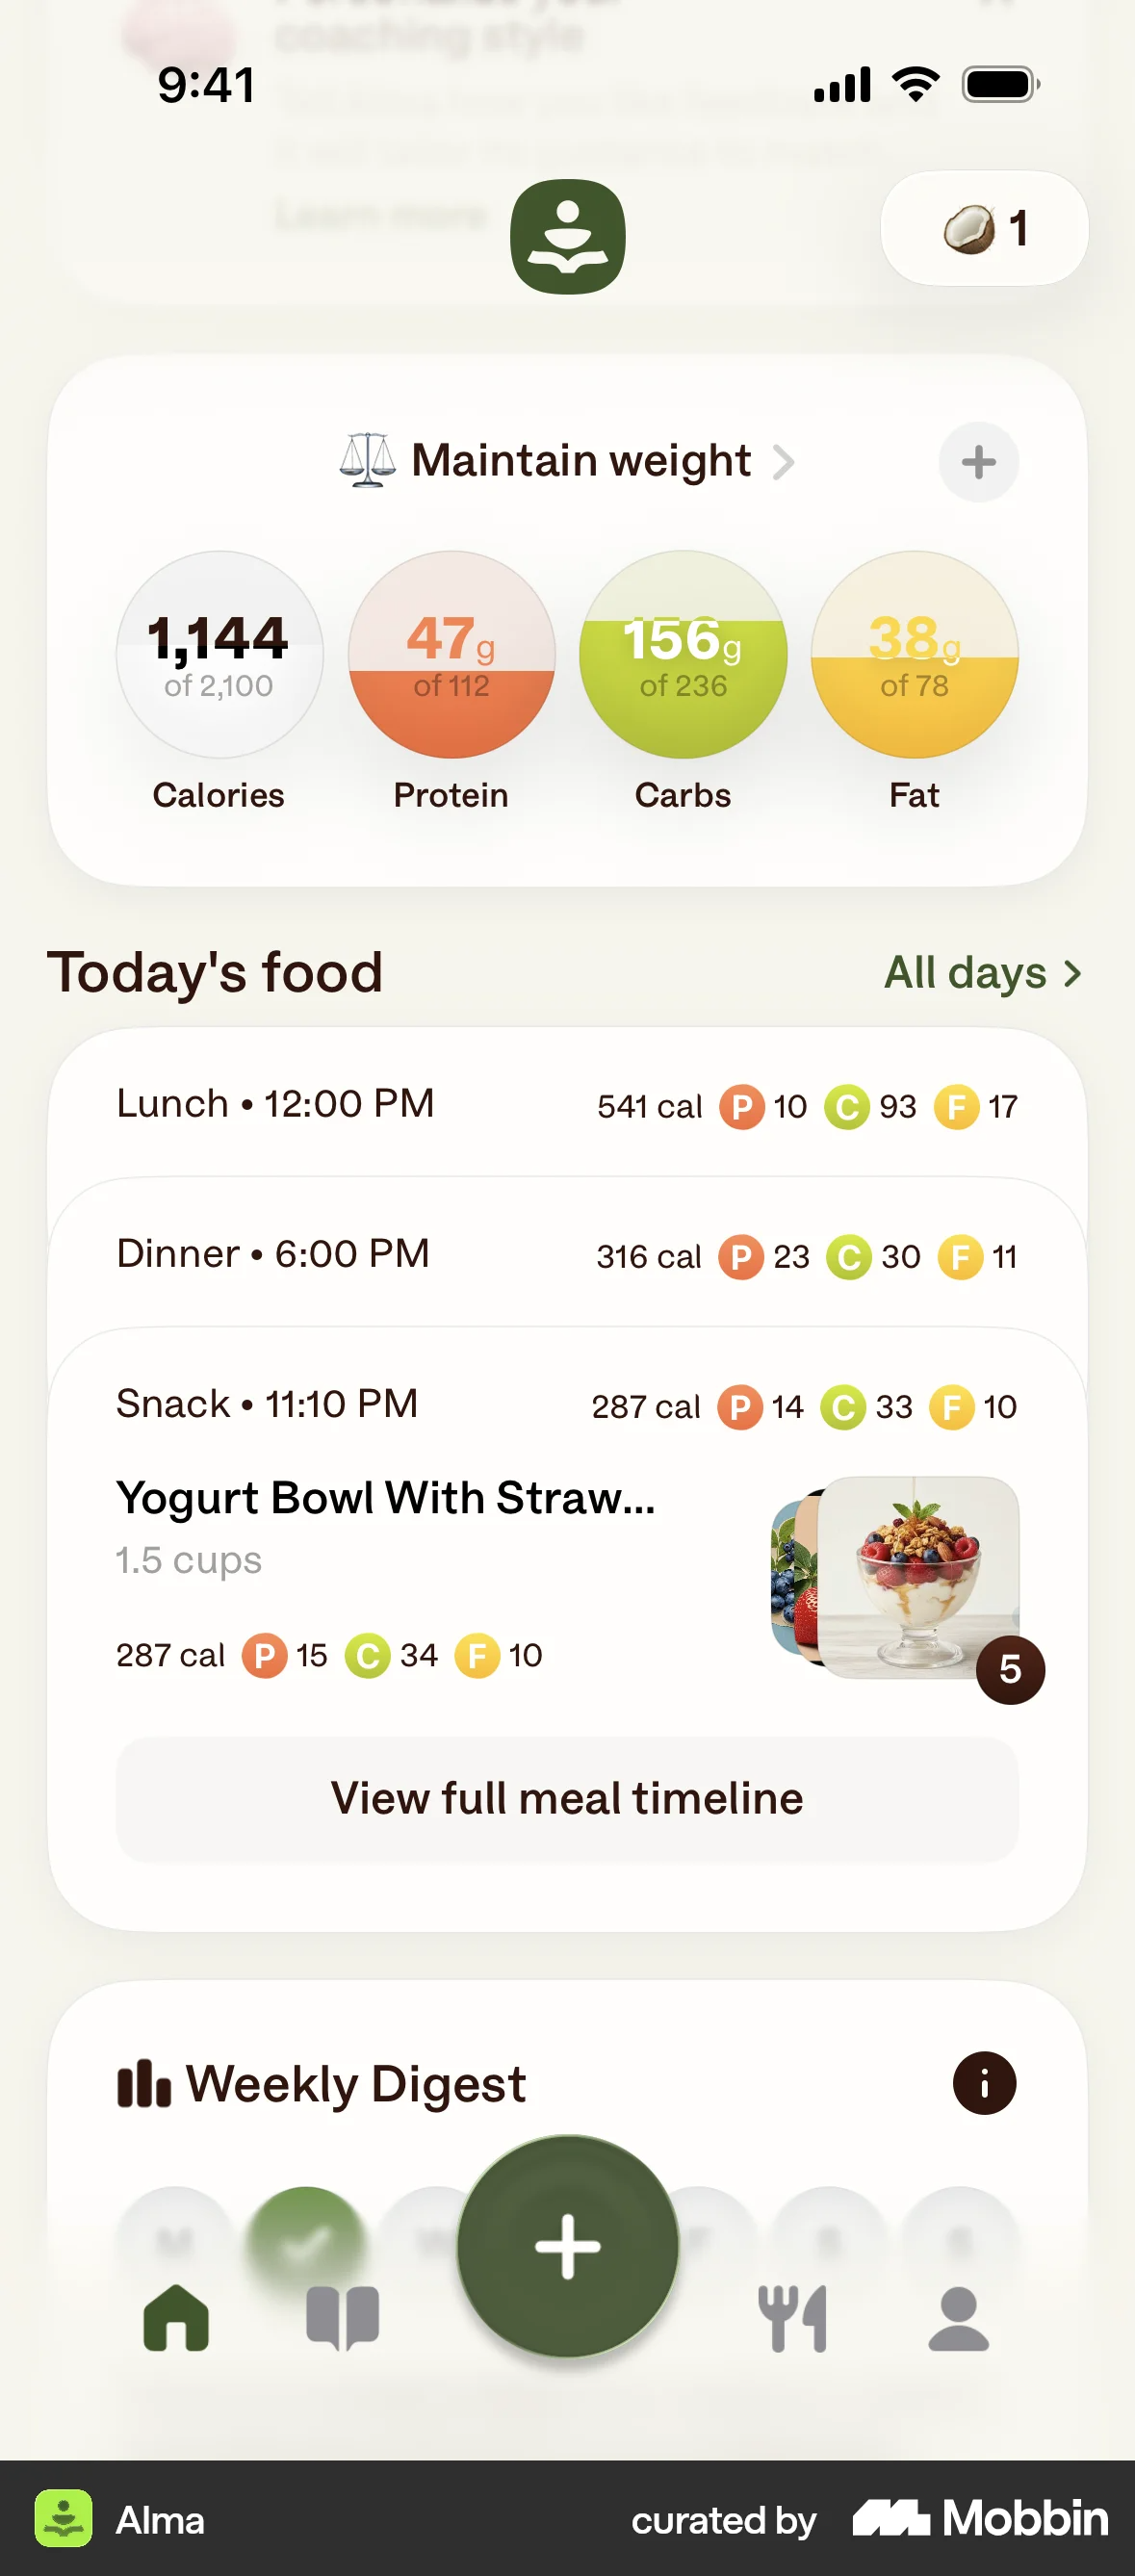 9:41
coaching style
Learn more
1
Maintain weight
1,144
of 2,100
Calories
47g
of 112
Protein
156g
of 236
Carbs
38g
of 78
Fat
Today's food
All days
Lunch • 12:00 PM
541 cal P 10 C 93 F 17
Dinner • 6:00 PM
316 cal P 23 C 30 F 11
Snack • 11:10 PM
287 cal P 14 C 33 F 10
Yogurt Bowl With Straw...
1.5 cups
287 cal P 15 C 34 F 10
5
View full meal timeline
Weekly Digest
M W F S S
Alma
curated by Mobbin